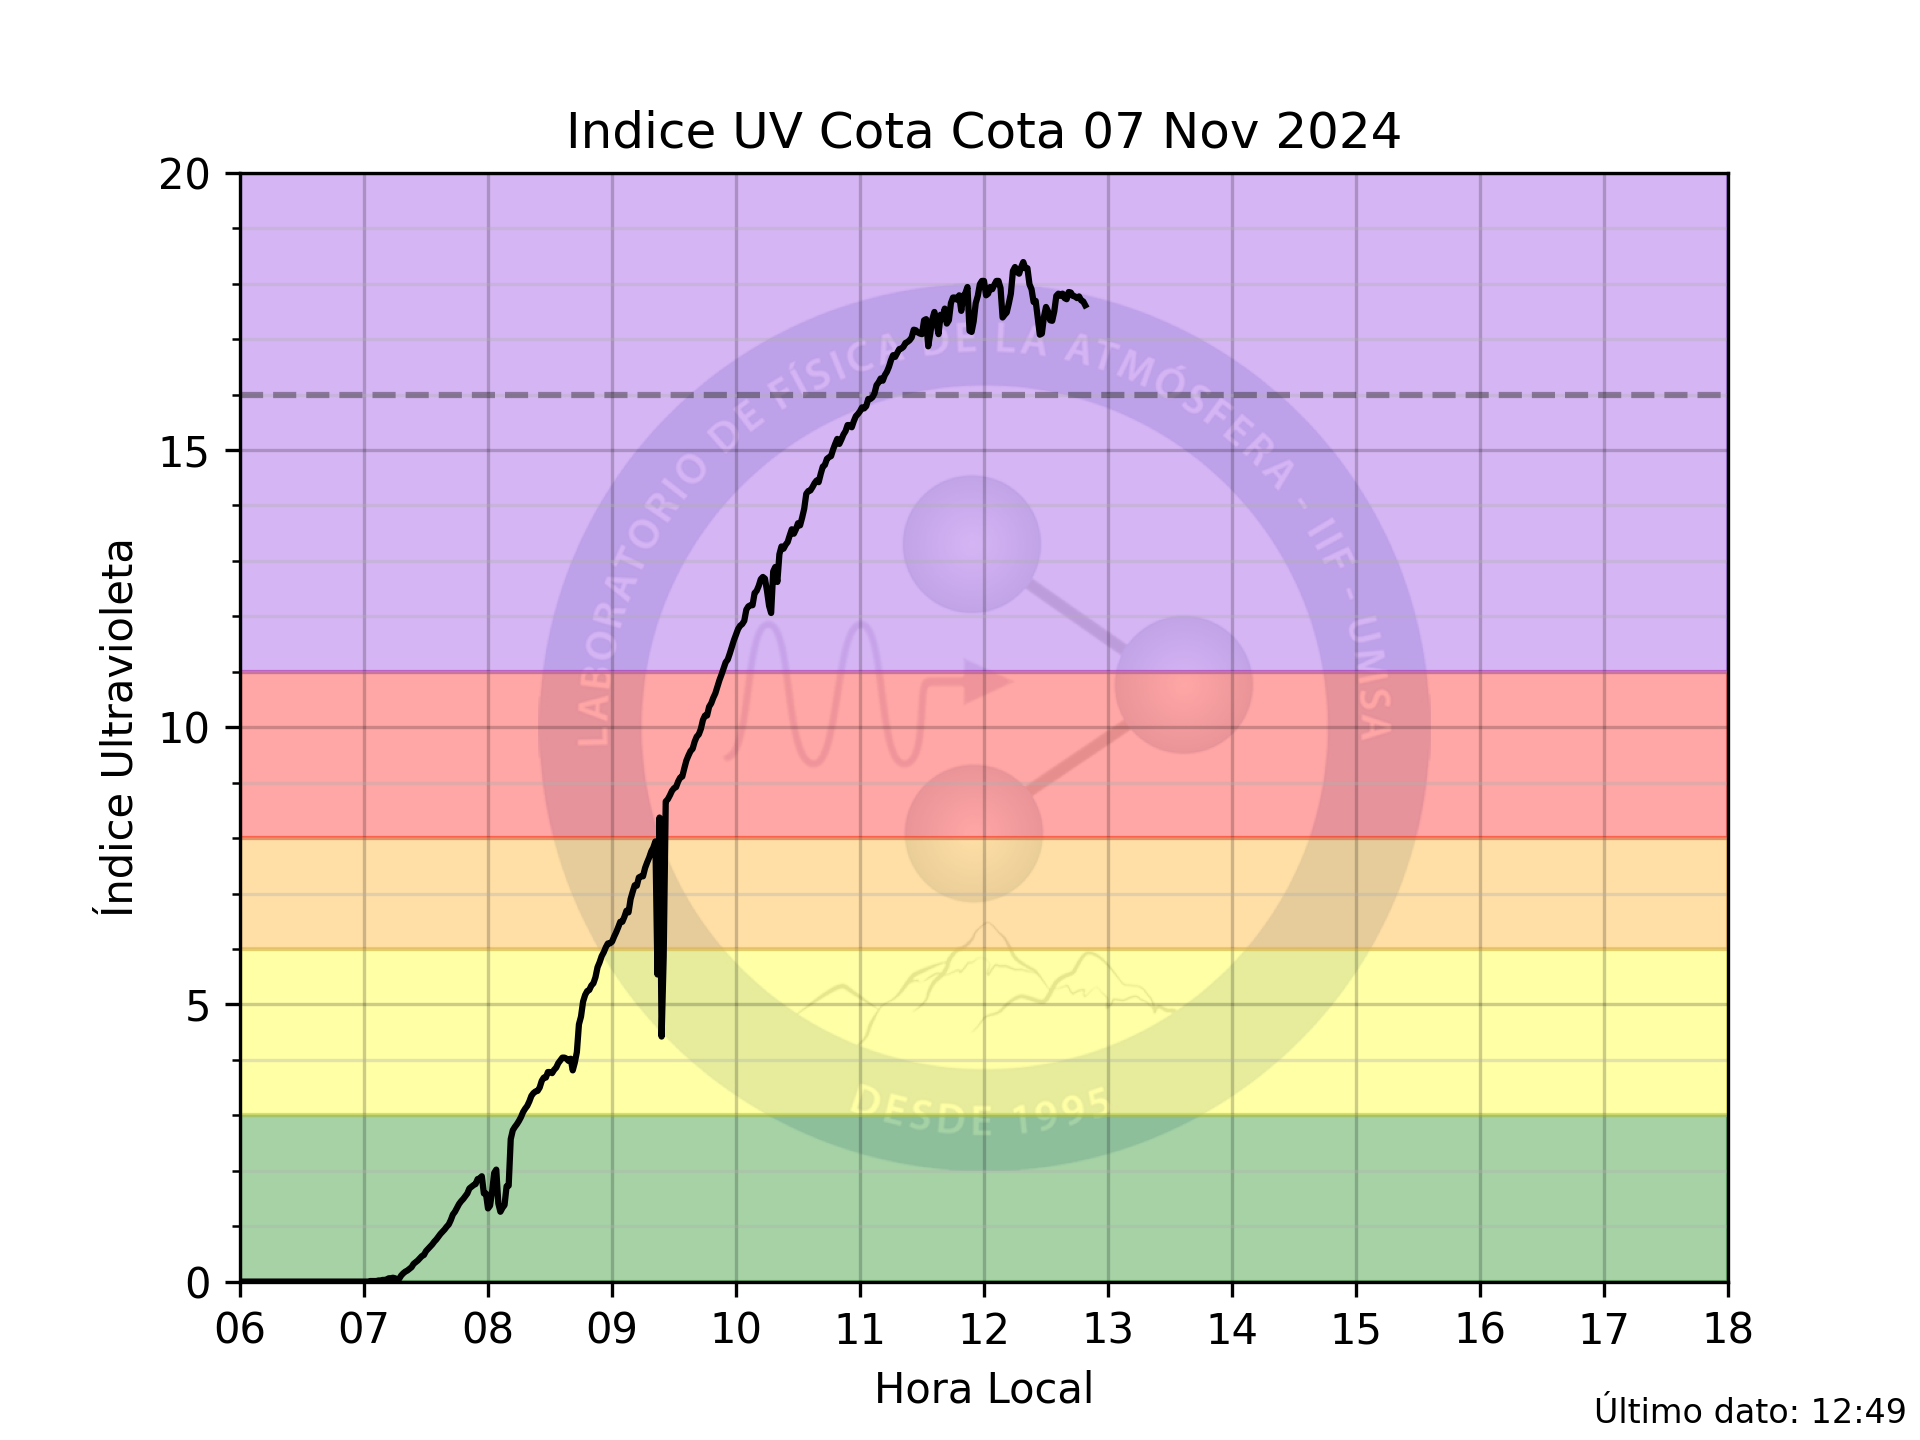 Indice UV Cota Cota 07 Nov 2024
20
15
10
5
0
Índice Ultravioleta
LABORATORIO DE FÍSICA DE LA ATMÓSFERA - IIF - UMSA
DESDE 1995
06 07 08 09 10 11 12 13 14 15 16 17 18
Hora Local
Último dato: 12:49